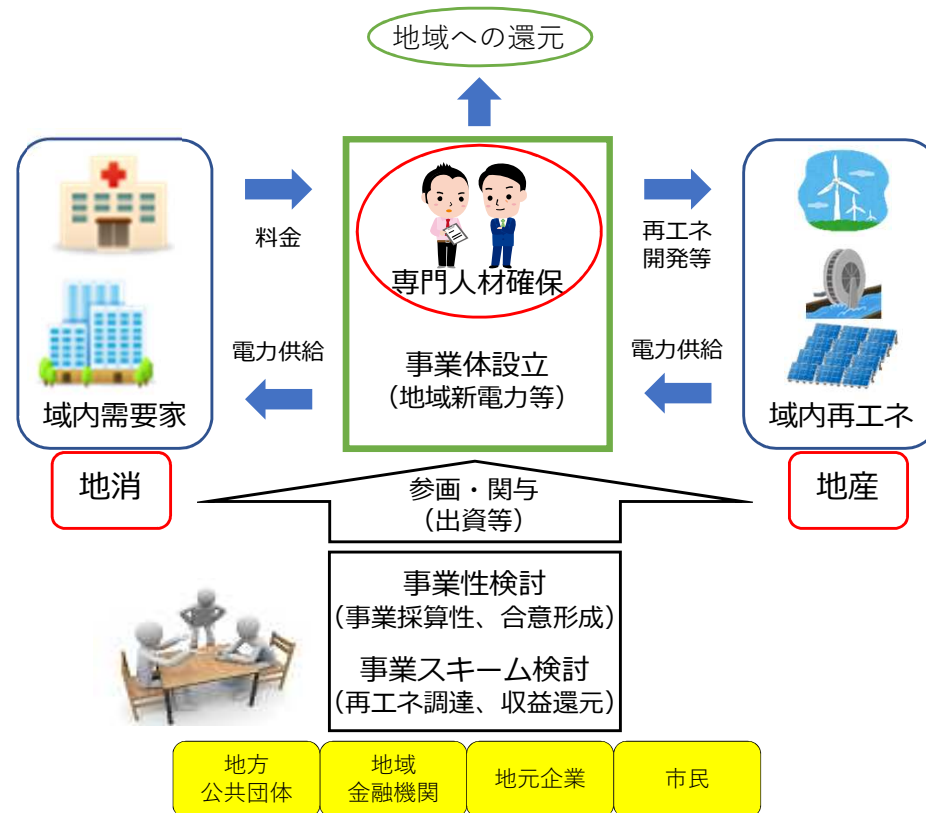 地域への還元
料金
電力供給
域内需要家
地消
専門人材確保
事業体設立
(地域新電力等)
再エネ
開発等
電力供給
域内再エネ
地産
参画・関与
(出資等)
事業性検討
(事業採算性、合意形成)
事業スキーム検討
(再エネ調達、収益還元)
地方
公共団体
地域
金融機関
地元企業
市民